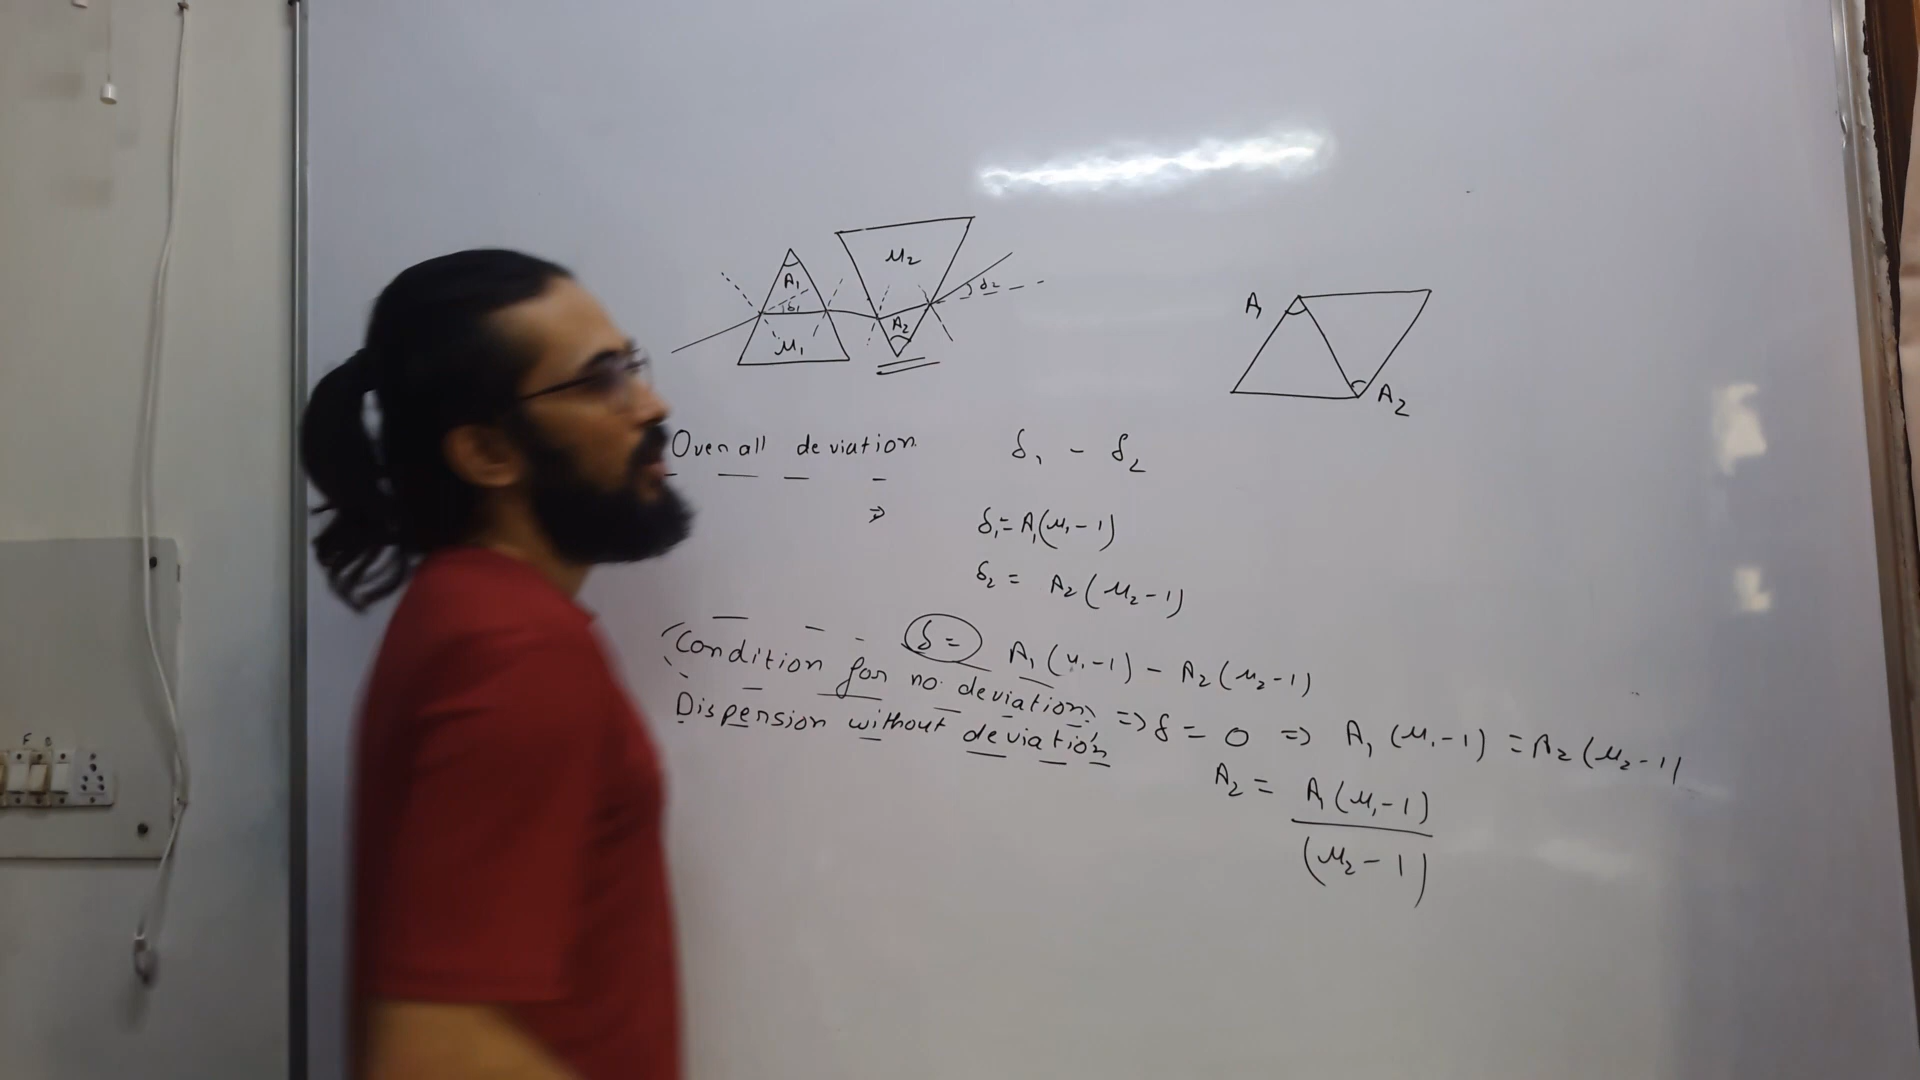 A₁
δ₁
μ₁
μ₂
A₂
δ₂
A₁
A₂
Overall deviation δ₁ - δ₂
⇒ δ₁ = A₁(μ₁-1)
δ₂ = A₂(μ₂-1)
δ = A₁(μ₁-1) - A₂(μ₂-1)
Condition for no deviation ⇒ δ = 0 ⇒ A₁(μ₁-1) = A₂(μ₂-1)
Dispersion without deviation
A₂ = A₁(μ₁-1)
(μ₂-1)